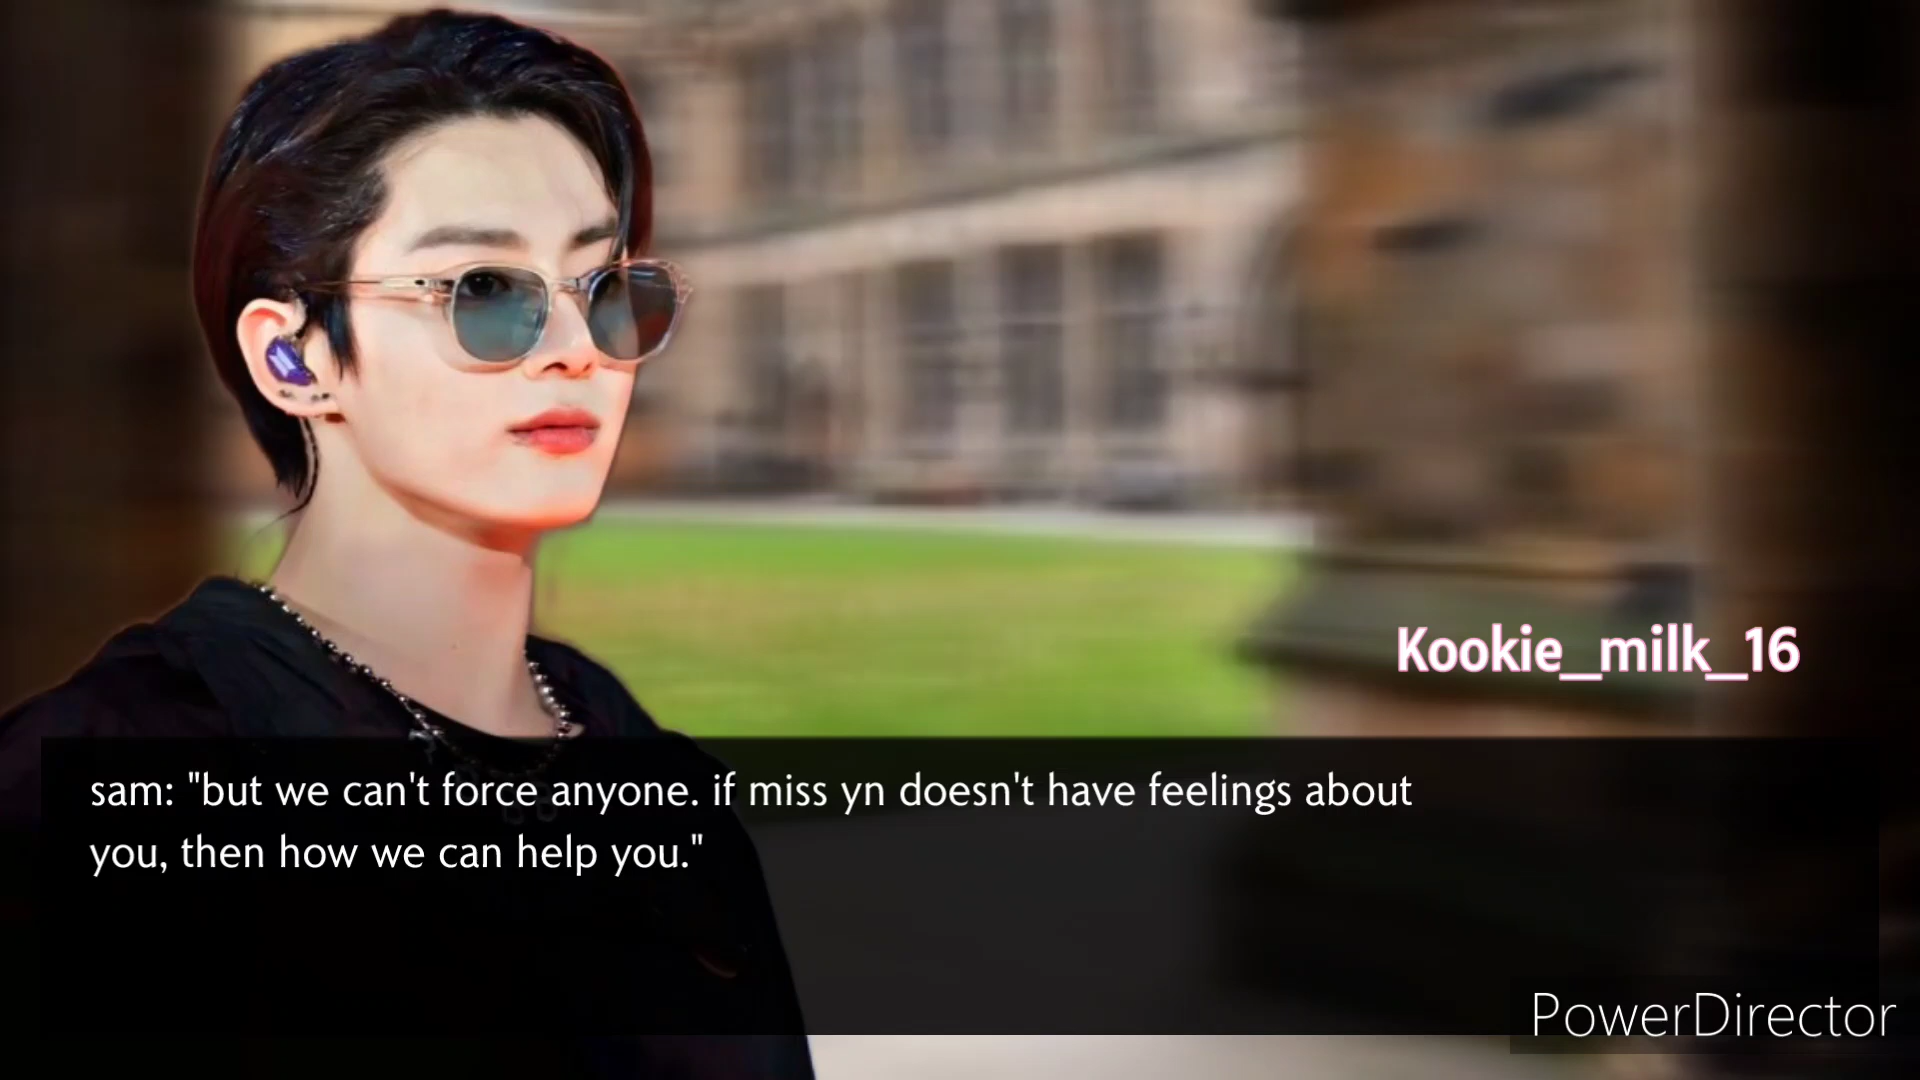 Kookie_milk_16
sam: "but we can't force anyone. if miss yn doesn't have feelings about
you, then how we can help you."
PowerDirector